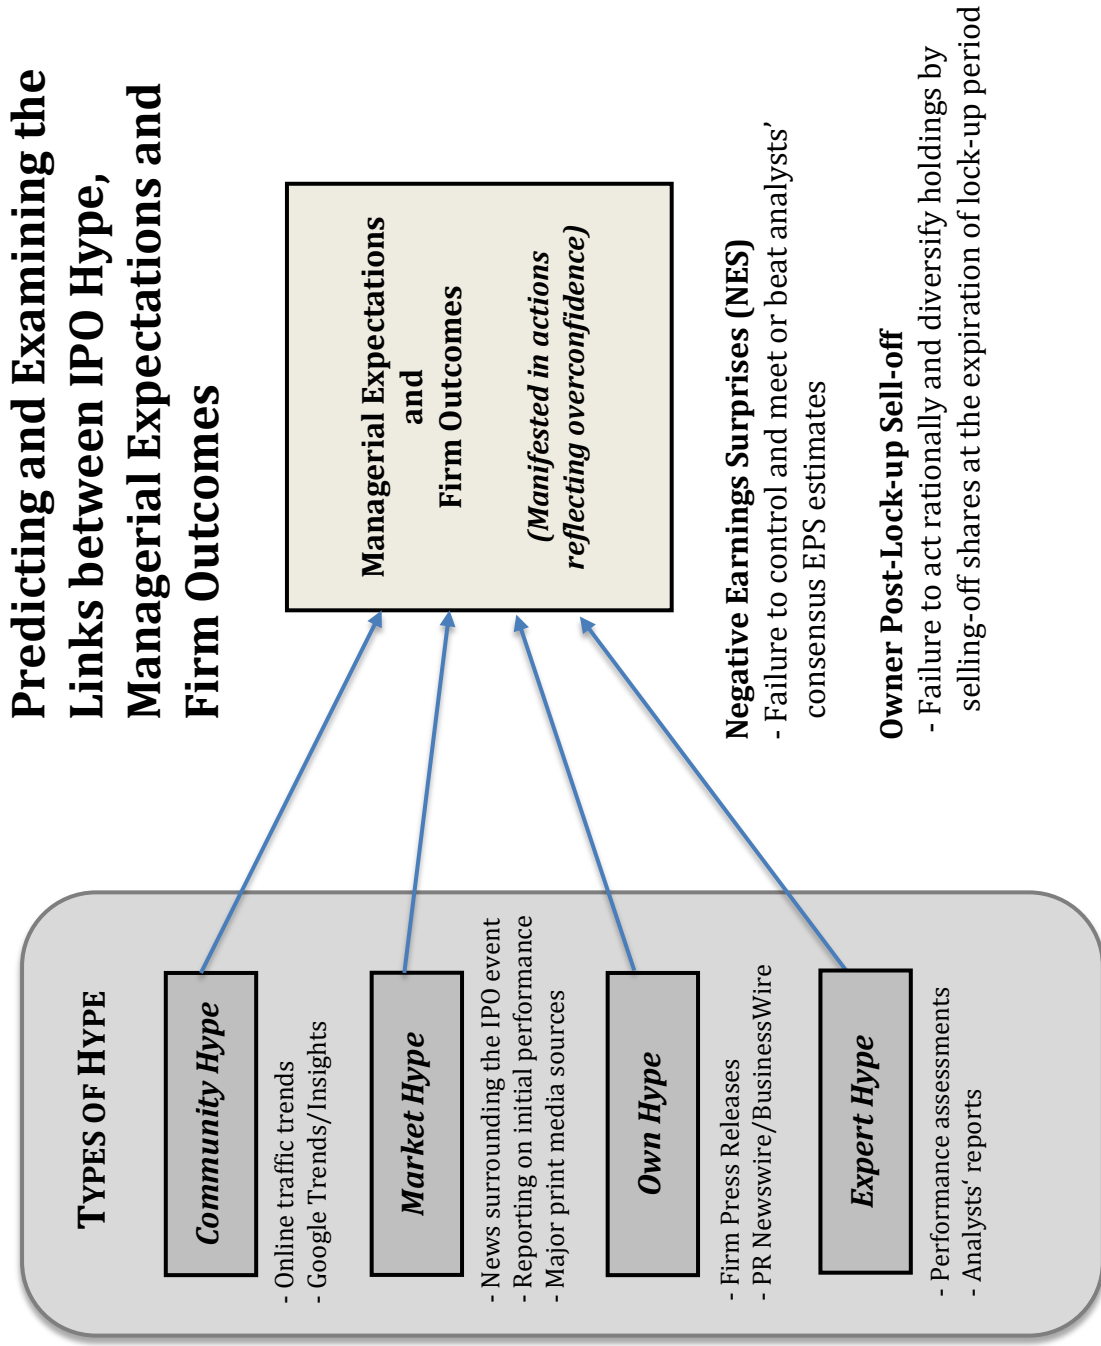 Predicting and Examining the
Links between IPO Hype,
Managerial Expectations and
Firm Outcomes
TYPES OF HYPE
Community Hype
- Online traffic trends
- Google Trends/Insights
Market Hype
- News surrounding the IPO event
- Reporting on initial performance
- Major print media sources
Own Hype
- Firm Press Releases
- PR Newswire/BusinessWire
Expert Hype
- Performance assessments
- Analysts‘ reports
Managerial Expectations
and
Firm Outcomes
(Manifested in actions
reflecting overconfidence)
Negative Earnings Surprises (NES)
- Failure to control and meet or beat analysts’
consensus EPS estimates
Owner Post-Lock-up Sell-off
- Failure to act rationally and diversify holdings by
selling-off shares at the expiration of lock-up period